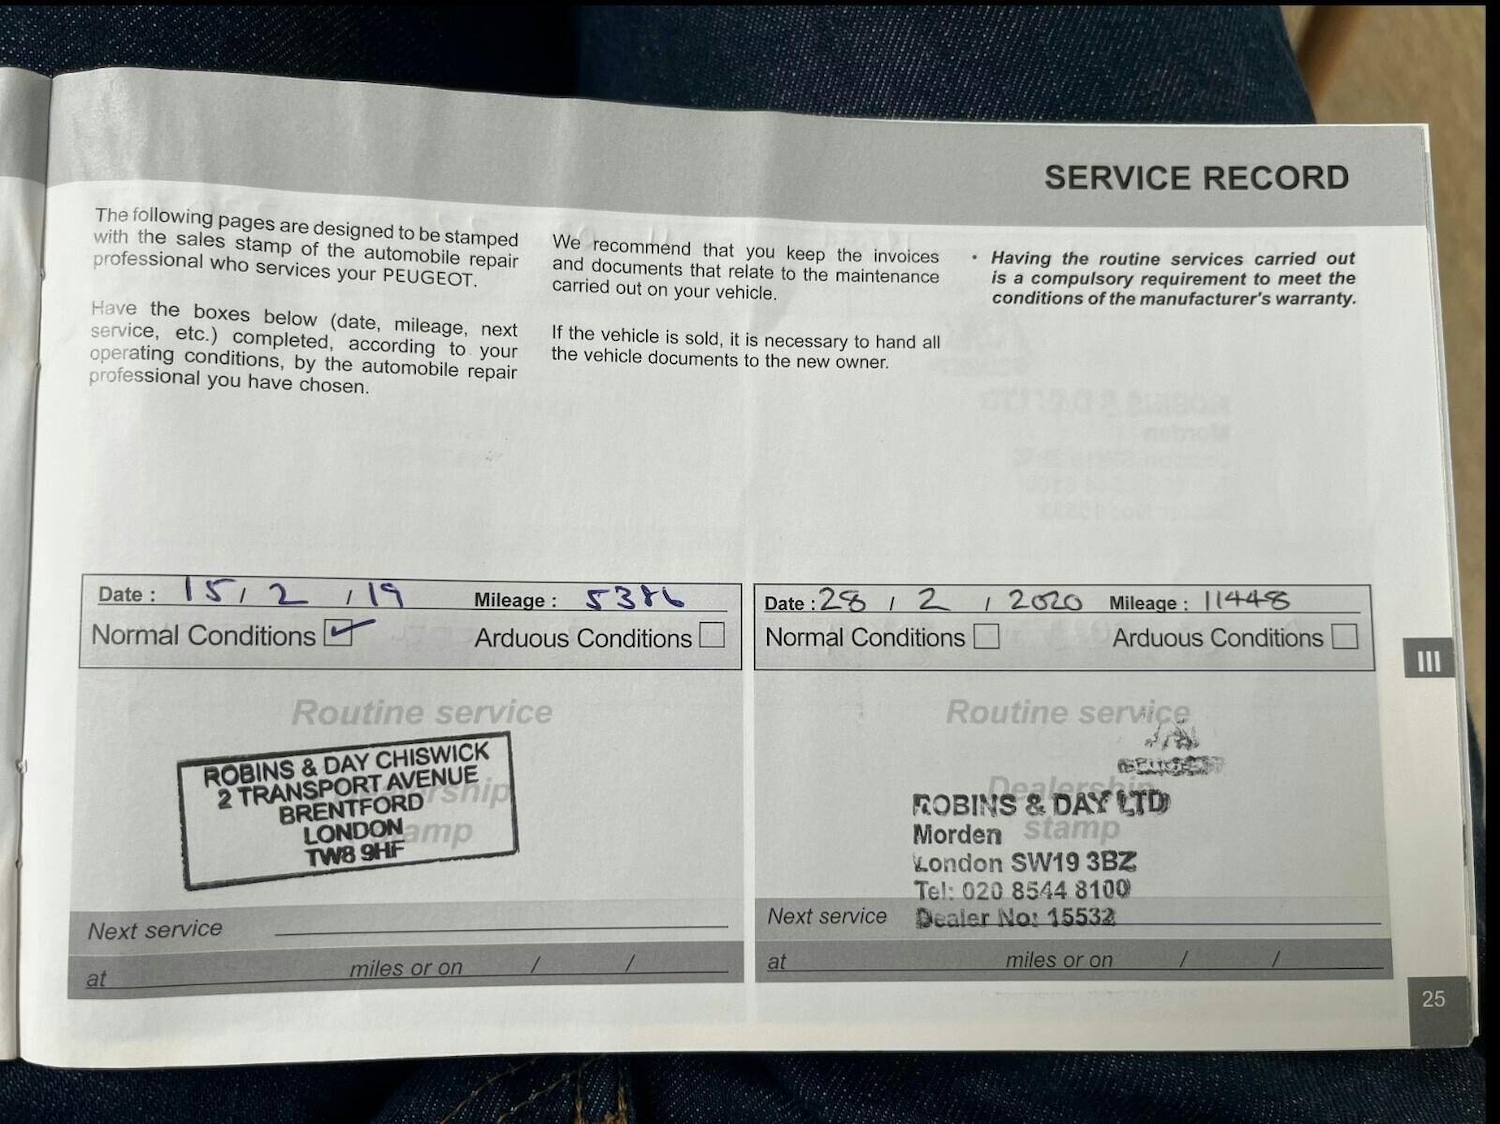 SERVICE RECORD
The following pages are designed to be stamped
with the sales stamp of the automobile repair
professional who services your PEUGEOT.
Have the boxes below (date, mileage, next
service, etc.) completed, according to your
operating conditions, by the automobile repair
professional you have chosen.
We recommend that you keep the invoices
and documents that relate to the maintenance
carried out on your vehicle.
If the vehicle is sold, it is necessary to hand all
the vehicle documents to the new owner.
• Having the routine services carried out
is a compulsory requirement to meet the
conditions of the manufacturer's warranty.
Date : 15 / 2 / 19 Mileage : 5386
Normal Conditions Arduous Conditions
Routine service
Dealership
stamp
ROBINS & DAY CHISWICK
2 TRANSPORT AVENUE
BRENTFORD
LONDON
TW8 9HF
Next service
at miles or on / /
Date : 28 / 2 / 2020 Mileage : 11448
Normal Conditions Arduous Conditions
Routine service
Dealership
stamp
PEUGEOT
ROBINS & DAY LTD
Morden
London SW19 3BZ
Tel: 020 8544 8100
Dealer No: 15532
Next service
at miles or on / /
III
25